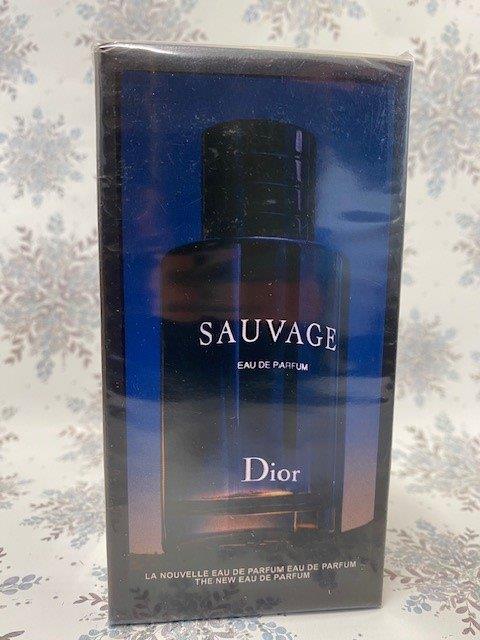 SAUVAGE
EAU DE PARFUM
Dior
LA NOUVELLE EAU DE PARFUM EAU DE PARFUM
THE NEW EAU DE PARFUM